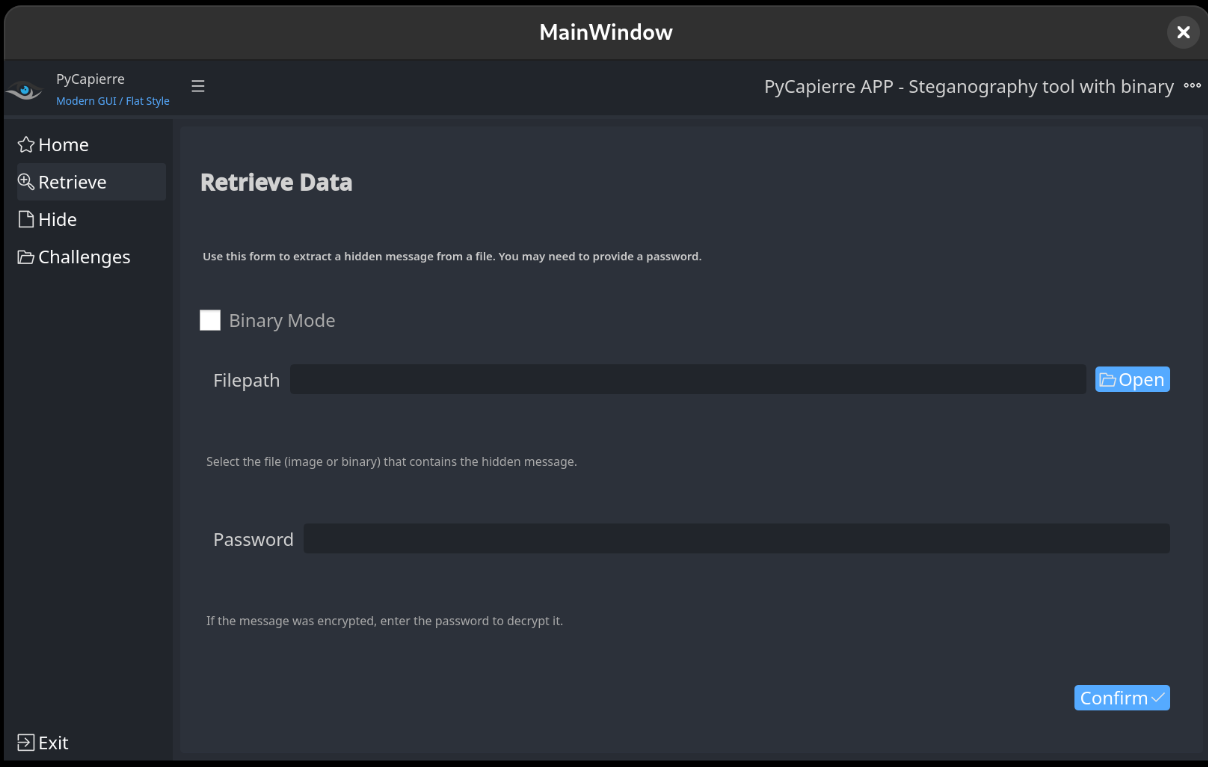 MainWindow
PyCapierre
Modern GUI / Flat Style
PyCapierre APP - Steganography tool with binary
Home
Retrieve
Hide
Challenges
Exit
Retrieve Data
Use this form to extract a hidden message from a file. You may need to provide a password.
Binary Mode
Filepath
Open
Select the file (image or binary) that contains the hidden message.
Password
If the message was encrypted, enter the password to decrypt it.
Confirm